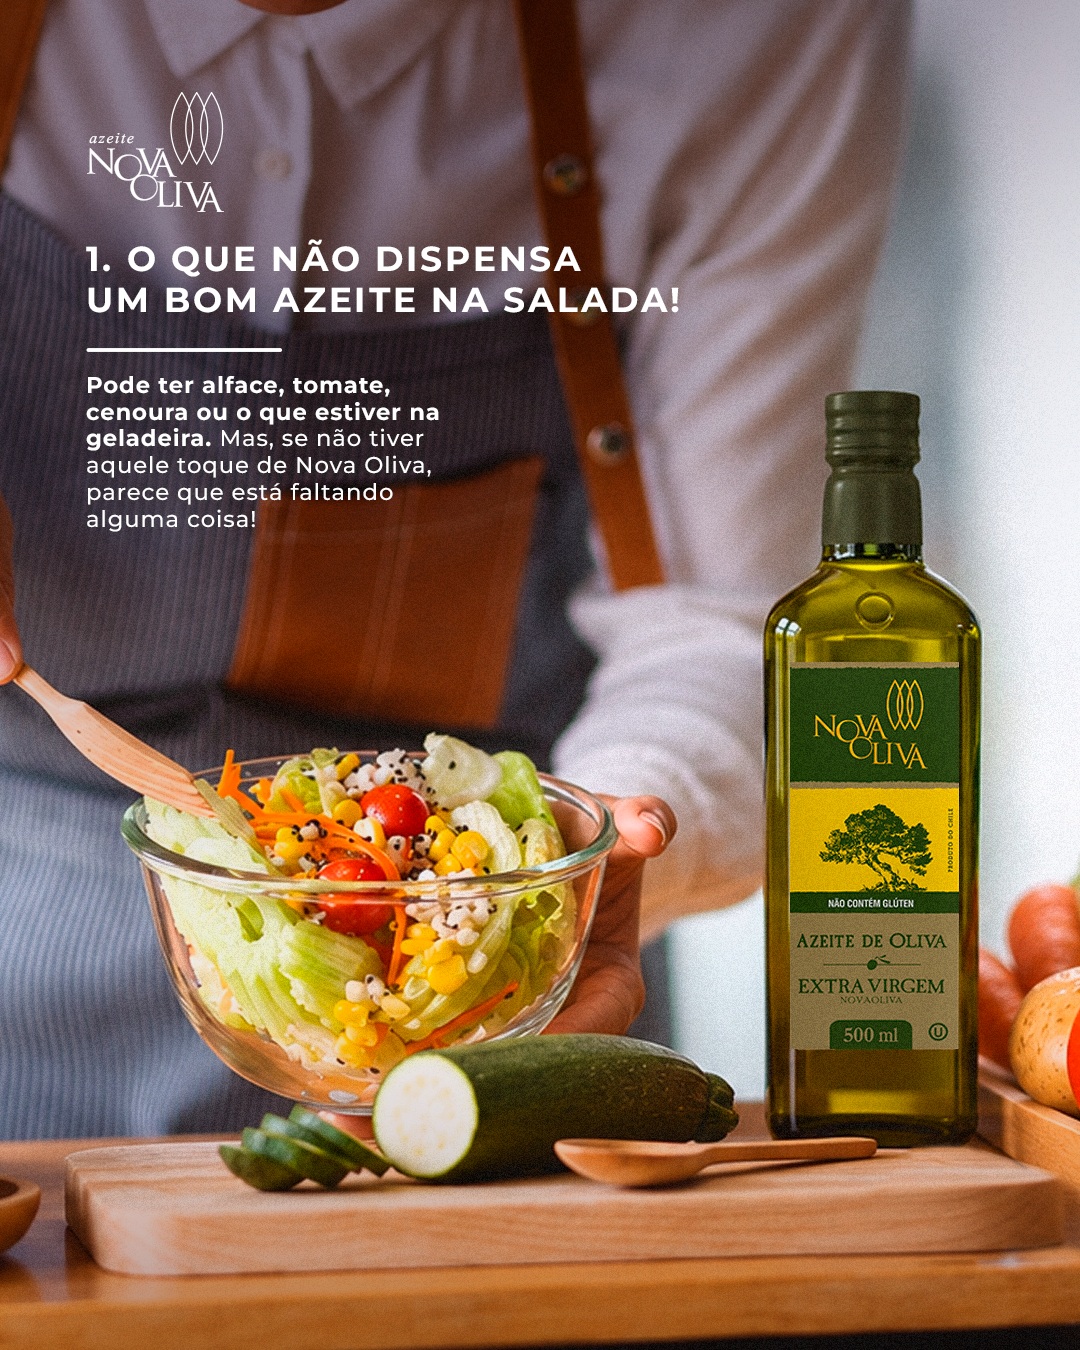 azeite
NOVA
OLIVA
1. O QUE NÃO DISPENSA
UM BOM AZEITE NA SALADA!
Pode ter alface, tomate,
cenoura ou o que estiver na
geladeira. Mas, se não tiver
aquele toque de Nova Oliva,
parece que está faltando
alguma coisa!
NOVA
OLIVA
PRODUTO DO CHILE
NÃO CONTÉM GLÚTEN
AZEITE DE OLIVA
EXTRA VIRGEM
NOVAOLIVA
500 ml
U